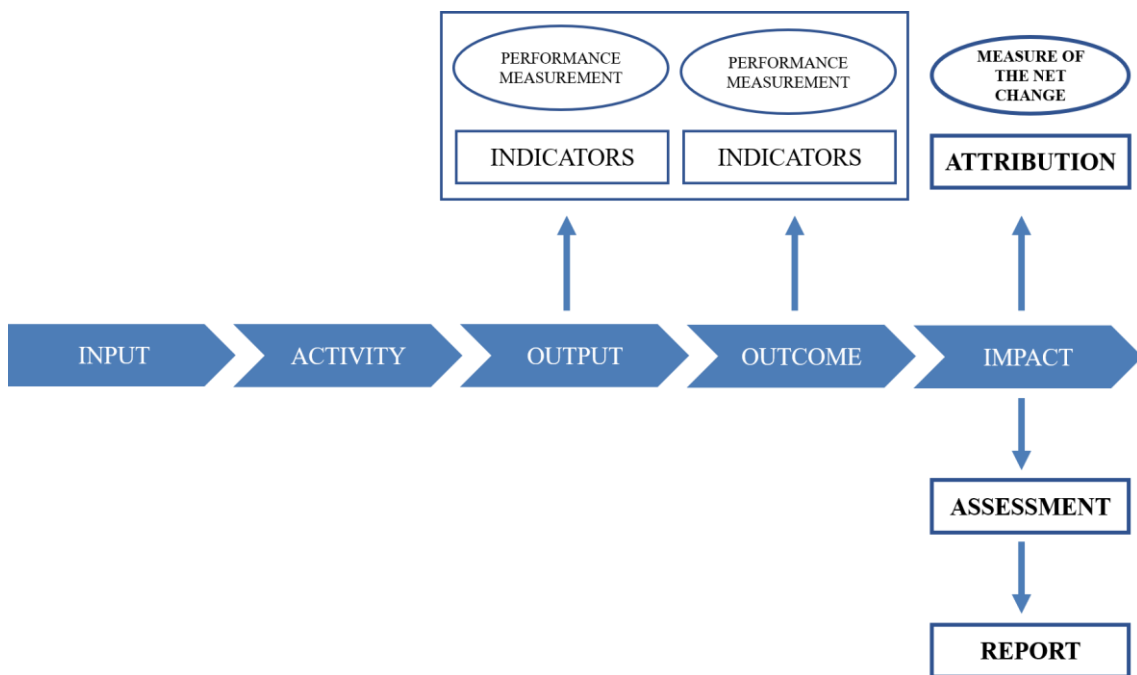 PERFORMANCE
MEASUREMENT
PERFORMANCE
MEASUREMENT
MEASURE OF
THE NET
CHANGE
INDICATORS
INDICATORS
ATTRIBUTION
INPUT
ACTIVITY
OUTPUT
OUTCOME
IMPACT
ASSESSMENT
REPORT